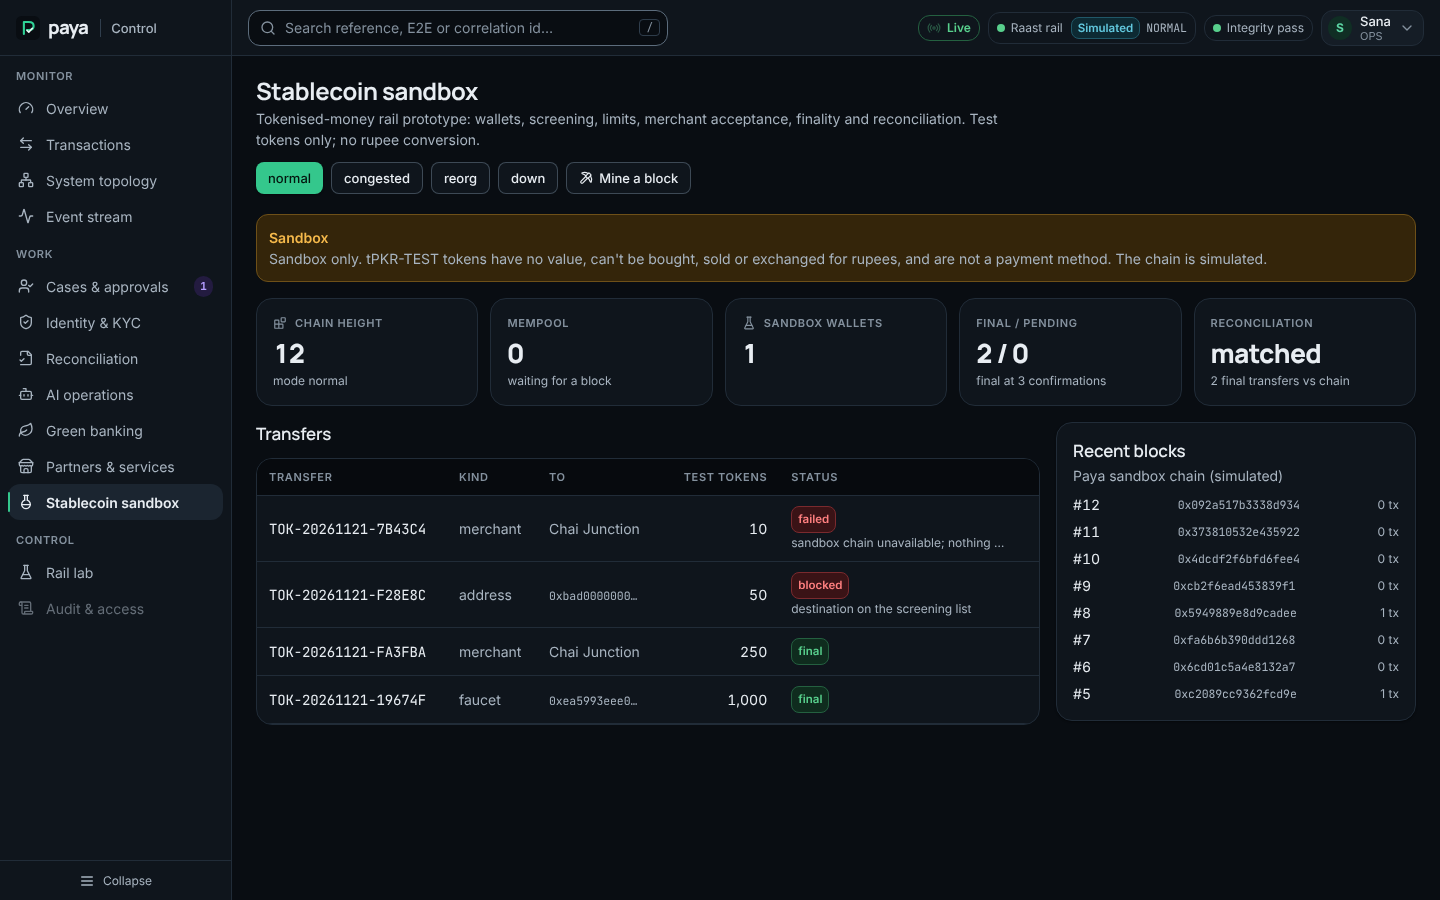 paya Control
Search reference, E2E or correlation id... /
Live
Raast rail Simulated NORMAL
Integrity pass
S Sana
OPS
MONITOR
Overview
Transactions
System topology
Event stream
WORK
Cases & approvals 1
Identity & KYC
Reconciliation
AI operations
Green banking
Partners & services
Stablecoin sandbox
CONTROL
Rail lab
Audit & access
Collapse
Stablecoin sandbox
Tokenised-money rail prototype: wallets, screening, limits, merchant acceptance, finality and reconciliation. Test
tokens only; no rupee conversion.
normal congested reorg down Mine a block
Sandbox
Sandbox only. tPKR-TEST tokens have no value, can't be bought, sold or exchanged for rupees, and are not a payment method. The chain is simulated.
CHAIN HEIGHT
12
mode normal
MEMPOOL
0
waiting for a block
SANDBOX WALLETS
1
FINAL / PENDING
2 / 0
final at 3 confirmations
RECONCILIATION
matched
2 final transfers vs chain
Transfers
TRANSFER KIND TO TEST TOKENS STATUS
TOK-20261121-7B43C4 merchant Chai Junction 10 failed
sandbox chain unavailable; nothing ...
TOK-20261121-F28E8C address 0xbad0000000… 50 blocked
destination on the screening list
TOK-20261121-FA3FBA merchant Chai Junction 250 final
TOK-20261121-19674F faucet 0xea5993eee0… 1,000 final
Recent blocks
Paya sandbox chain (simulated)
#12 0x092a517b3338d934 0 tx
#11 0x373810532e435922 0 tx
#10 0x4dcdf2f6bfd6fee4 0 tx
#9 0xcb2f6ead453839f1 0 tx
#8 0x5949889e8d9cadee 1 tx
#7 0xfa6b6b390ddd1268 0 tx
#6 0x6cd01c5a4e8132a7 0 tx
#5 0xc2089cc9362fcd9e 1 tx